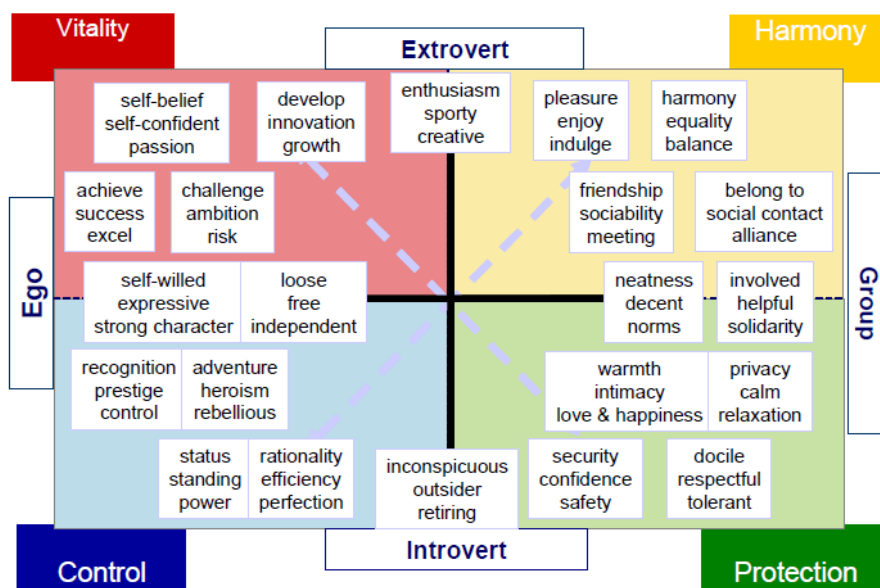 Vitality
Extrovert
Harmony
self-belief
self-confident
passion
develop
innovation
growth
enthusiasm
sporty
creative
pleasure
enjoy
indulge
harmony
equality
balance
achieve
success
excel
challenge
ambition
risk
friendship
sociability
meeting
belong to
social contact
alliance
Ego
self-willed
expressive
strong character
loose
free
independent
neatness
decent
norms
involved
helpful
solidarity
Group
recognition
prestige
control
adventure
heroism
rebellious
warmth
intimacy
love & happiness
privacy
calm
relaxation
status
standing
power
rationality
efficiency
perfection
inconspicuous
outsider
retiring
security
confidence
safety
docile
respectful
tolerant
Control
Introvert
Protection